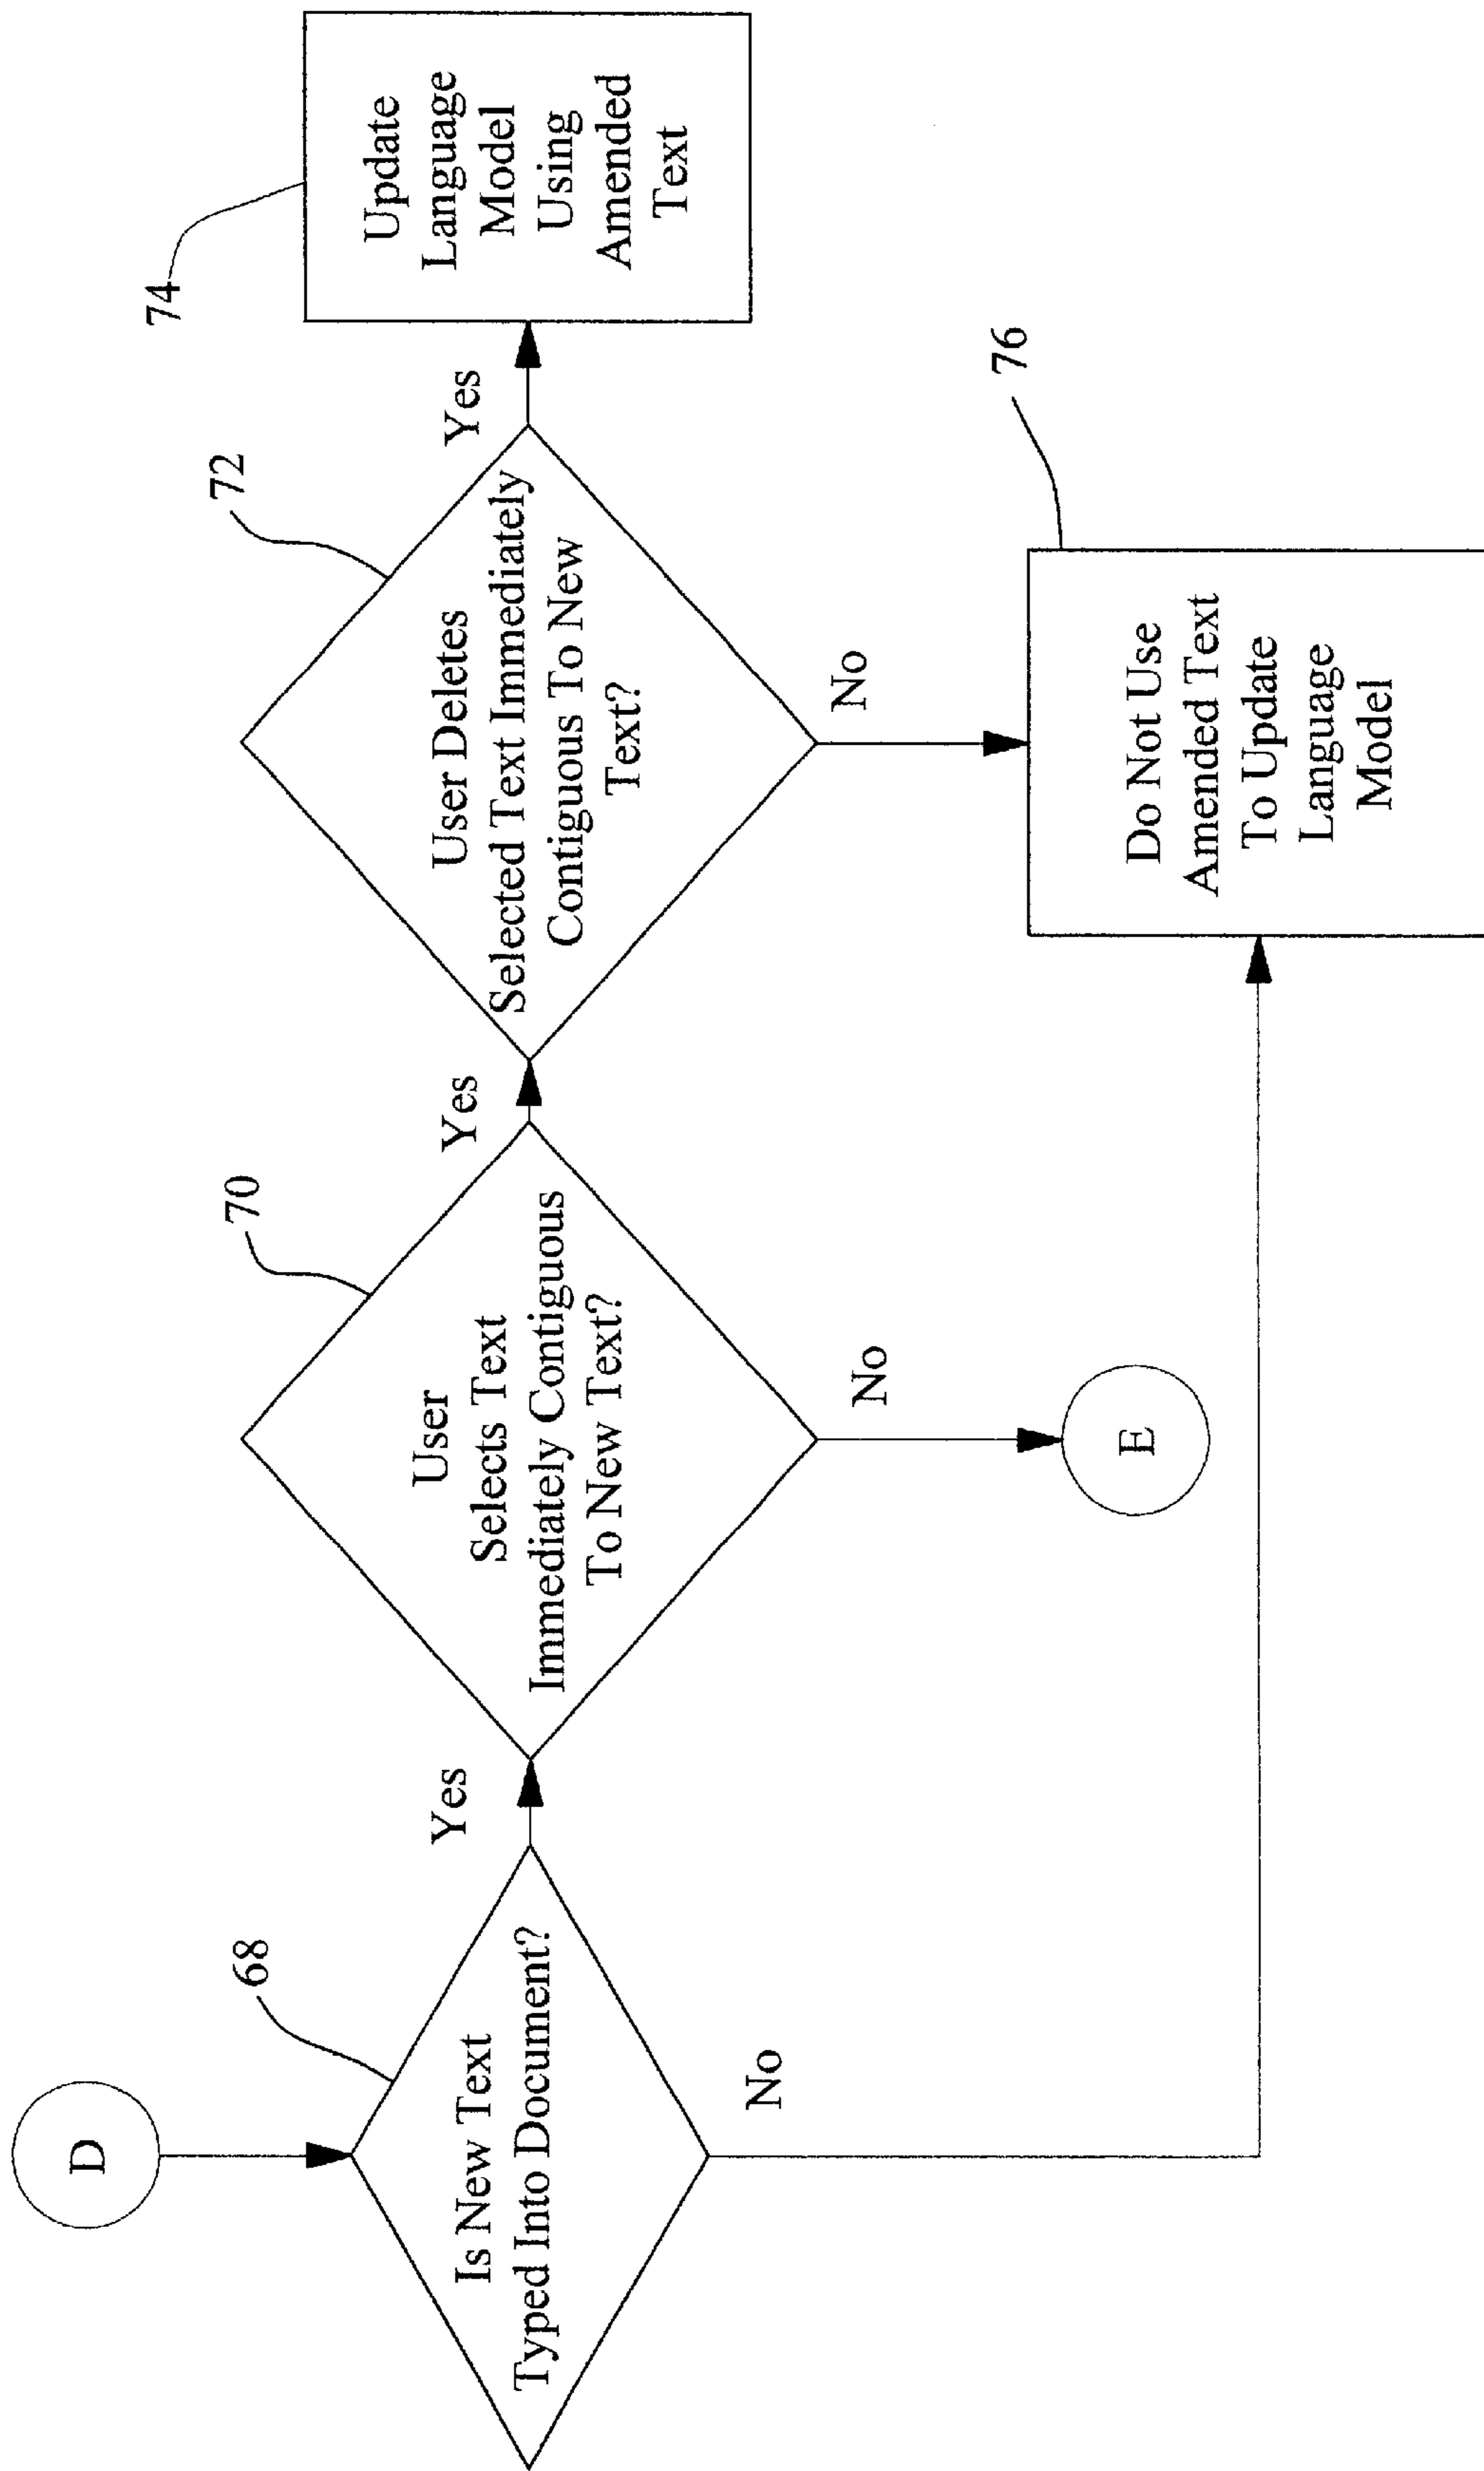 D
68
Is New Text
Typed Into Document?
Yes
No
70
User
Selects Text
Immediately Contiguous
To New Text?
Yes
No
E
72
User Deletes
Selected Text Immediately
Contiguous To New
Text?
Yes
No
74
Update
Language
Model
Using
Amended
Text
76
Do Not Use
Amended Text
To Update
Language
Model